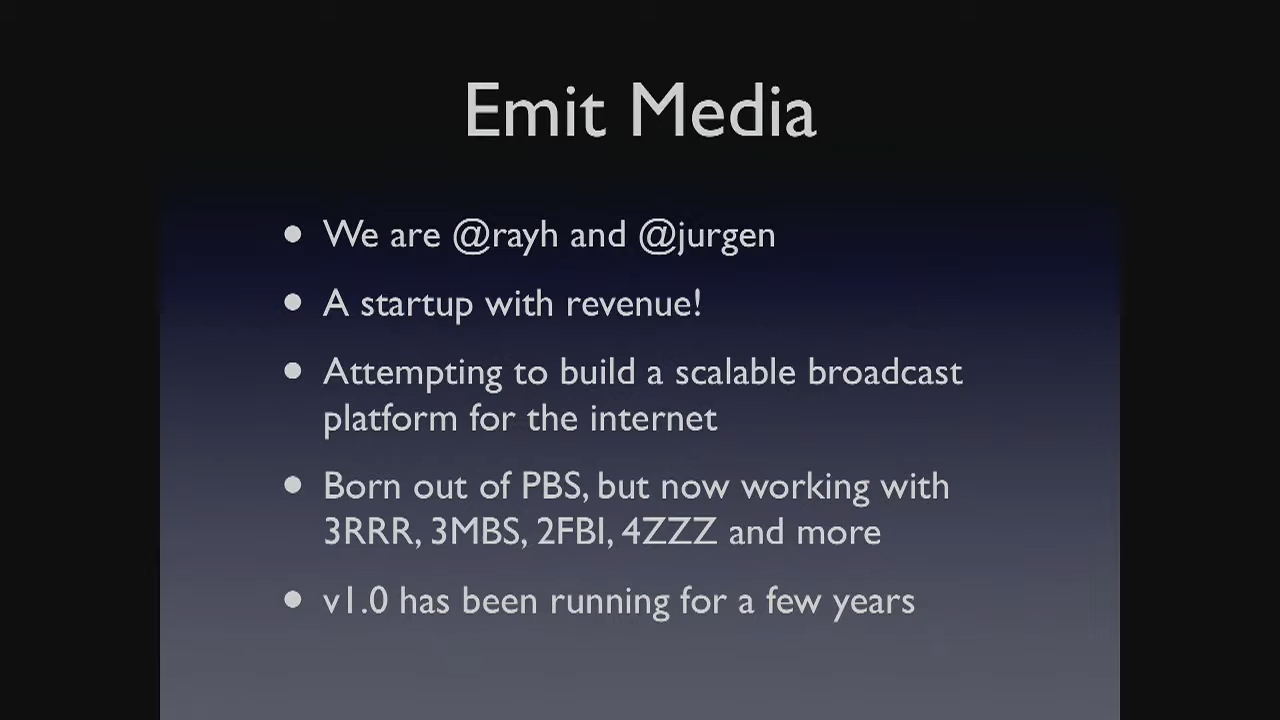 Emit Media
• We are @rayh and @jurgen
• A startup with revenue!
• Attempting to build a scalable broadcast
platform for the internet
• Born out of PBS, but now working with
3RRR, 3MBS, 2FBI, 4ZZZ and more
• v1.0 has been running for a few years